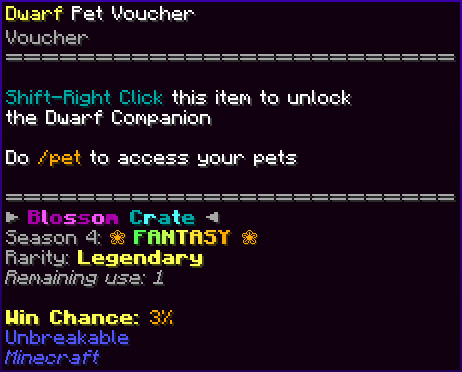 Dwarf Pet Voucher
Voucher
==================================
Shift-Right Click this item to unlock
the Dwarf Companion
Do /pet to access your pets
==================================
► Blossom Crate ◄
Season 4: ❀ FANTASY ❀
Rarity: Legendary
Remaining use: 1
Win Chance: 3%
Unbreakable
Minecraft